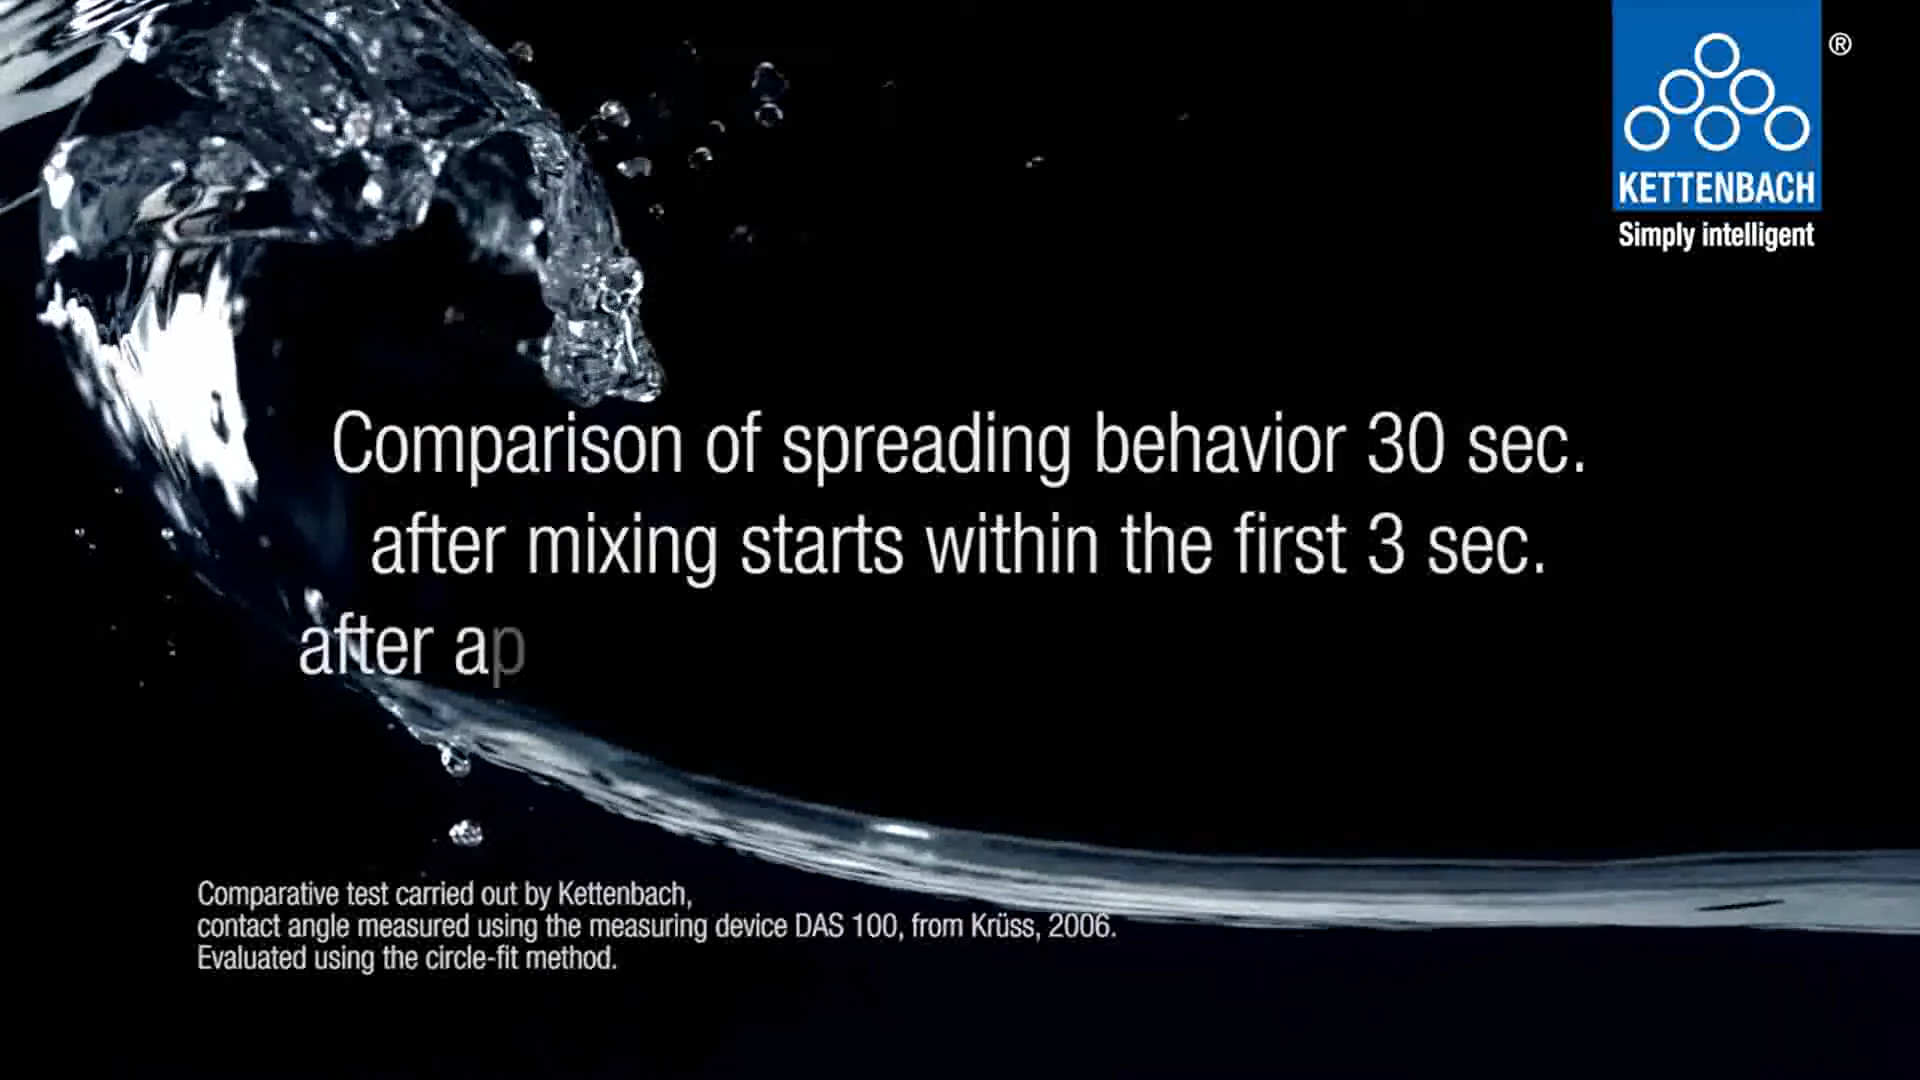 ®
KETTENBACH
Simply intelligent
Comparison of spreading behavior 30 sec.
after mixing starts within the first 3 sec.
after ap
Comparative test carried out by Kettenbach,
contact angle measured using the measuring device DAS 100, from Krüss, 2006.
Evaluated using the circle-fit method.